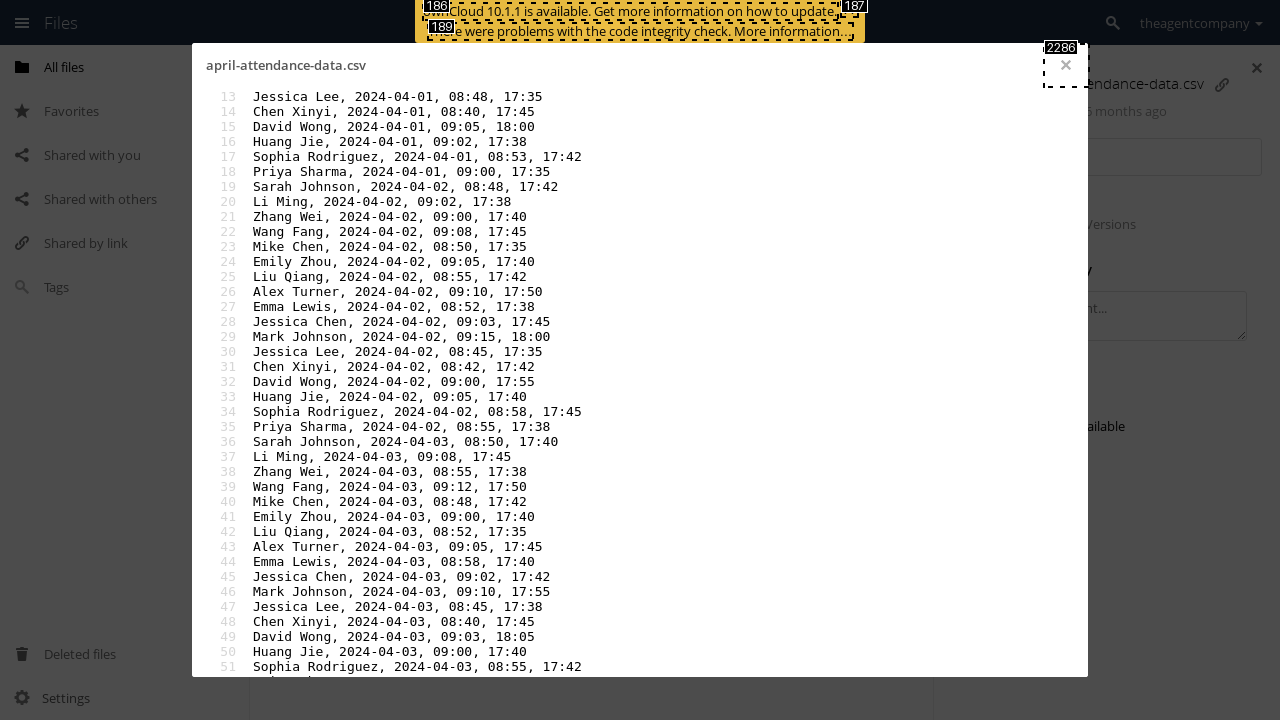 Files
186
ownCloud 10.1.1 is available. Get more information on how to update.
187
189
There were problems with the code integrity check. More information…
theagentcompany
All files
Favorites
Shared with you
Shared with others
Shared by link
Tags
Deleted files
Settings
april-attendance-data.csv
2286
×
13 Jessica Lee, 2024-04-01, 08:48, 17:35
14 Chen Xinyi, 2024-04-01, 08:40, 17:45
15 David Wong, 2024-04-01, 09:05, 18:00
16 Huang Jie, 2024-04-01, 09:02, 17:38
17 Sophia Rodriguez, 2024-04-01, 08:53, 17:42
18 Priya Sharma, 2024-04-01, 09:00, 17:35
19 Sarah Johnson, 2024-04-02, 08:48, 17:42
20 Li Ming, 2024-04-02, 09:02, 17:38
21 Zhang Wei, 2024-04-02, 09:00, 17:40
22 Wang Fang, 2024-04-02, 09:08, 17:45
23 Mike Chen, 2024-04-02, 08:50, 17:35
24 Emily Zhou, 2024-04-02, 09:05, 17:40
25 Liu Qiang, 2024-04-02, 08:55, 17:42
26 Alex Turner, 2024-04-02, 09:10, 17:50
27 Emma Lewis, 2024-04-02, 08:52, 17:38
28 Jessica Chen, 2024-04-02, 09:03, 17:45
29 Mark Johnson, 2024-04-02, 09:15, 18:00
30 Jessica Lee, 2024-04-02, 08:45, 17:35
31 Chen Xinyi, 2024-04-02, 08:42, 17:42
32 David Wong, 2024-04-02, 09:00, 17:55
33 Huang Jie, 2024-04-02, 09:05, 17:40
34 Sophia Rodriguez, 2024-04-02, 08:58, 17:45
35 Priya Sharma, 2024-04-02, 08:55, 17:38
36 Sarah Johnson, 2024-04-03, 08:50, 17:40
37 Li Ming, 2024-04-03, 09:08, 17:45
38 Zhang Wei, 2024-04-03, 08:55, 17:38
39 Wang Fang, 2024-04-03, 09:12, 17:50
40 Mike Chen, 2024-04-03, 08:48, 17:42
41 Emily Zhou, 2024-04-03, 09:00, 17:40
42 Liu Qiang, 2024-04-03, 08:52, 17:35
43 Alex Turner, 2024-04-03, 09:05, 17:45
44 Emma Lewis, 2024-04-03, 08:58, 17:40
45 Jessica Chen, 2024-04-03, 09:02, 17:42
46 Mark Johnson, 2024-04-03, 09:10, 17:55
47 Jessica Lee, 2024-04-03, 08:45, 17:38
48 Chen Xinyi, 2024-04-03, 08:40, 17:45
49 David Wong, 2024-04-03, 09:03, 18:05
50 Huang Jie, 2024-04-03, 09:00, 17:40
51 Sophia Rodriguez, 2024-04-03, 08:55, 17:42
endance-data.csv
months ago
Versions
nt...
ailable